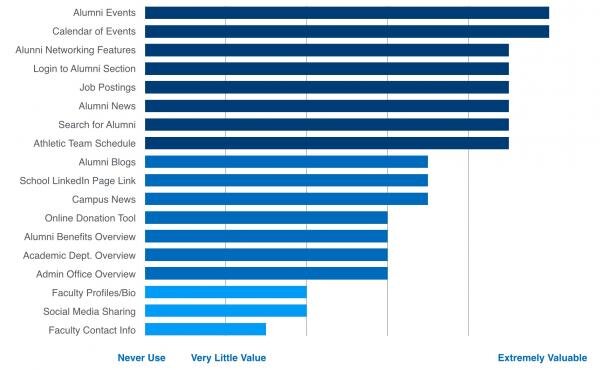 Alumni Events
Calendar of Events
Alunni Networking Features
Login to Alumni Section
Job Postings
Alumni News
Search for Alumni
Athletic Team Schedule
Alumni Blogs
School LinkedIn Page Link
Campus News
Online Donation Tool
Alumni Benefits Overview
Academic Dept. Overview
Admin Office Overview
Faculty Profiles/Bio
Social Media Sharing
Faculty Contact Info
Never Use Very Little Value Extremely Valuable